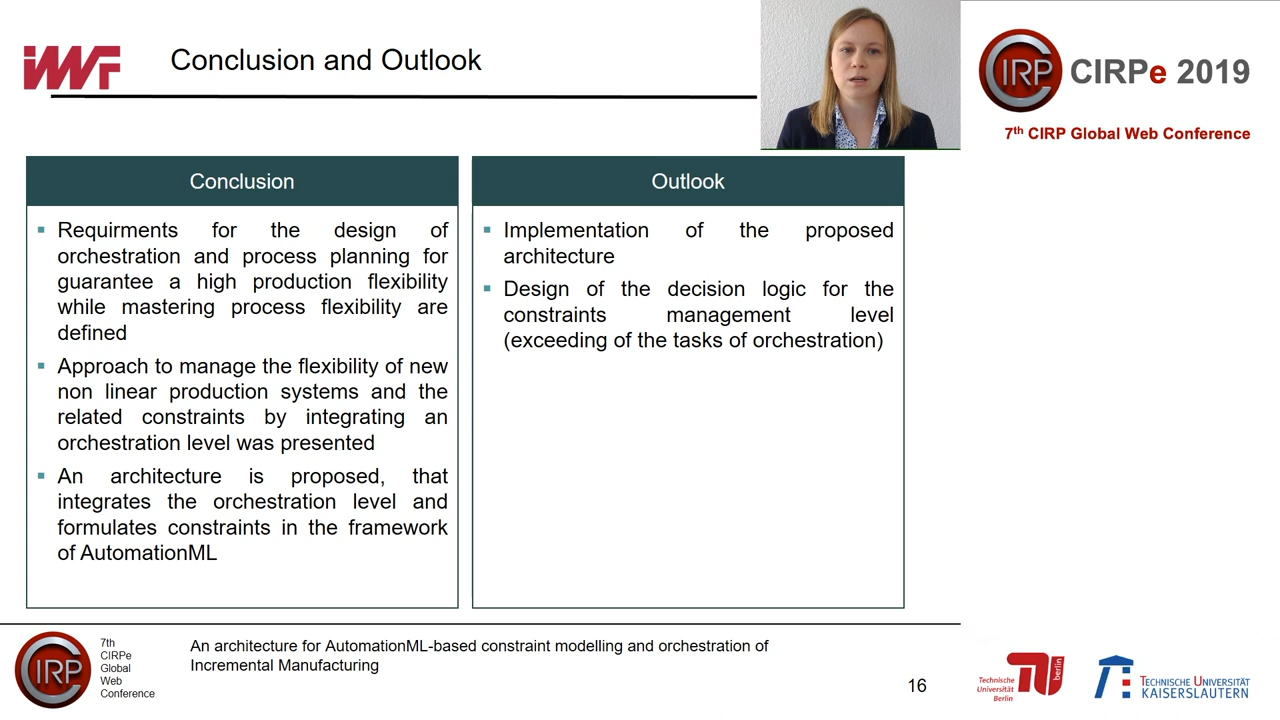 iWF
Conclusion and Outlook
CIRP
CIRPe 2019
7th CIRP Global Web Conference
Conclusion
▪ Requirments for the design of
orchestration and process planning for
guarantee a high production flexibility
while mastering process flexibility are
defined
▪ Approach to manage the flexibility of new
non linear production systems and the
related constraints by integrating an
orchestration level was presented
▪ An architecture is proposed, that
integrates the orchestration level and
formulates constraints in the framework
of AutomationML
Outlook
▪ Implementation of the proposed
architecture
▪ Design of the decision logic for the
constraints management level
(exceeding of the tasks of orchestration)
CIRP
7th
CIRPe
Global
Web
Conference
An architecture for AutomationML-based constraint modelling and orchestration of
Incremental Manufacturing
16
Technische
Universität
Berlin
berlin
TECHNISCHE UNIVERSITÄT
KAISERSLAUTERN